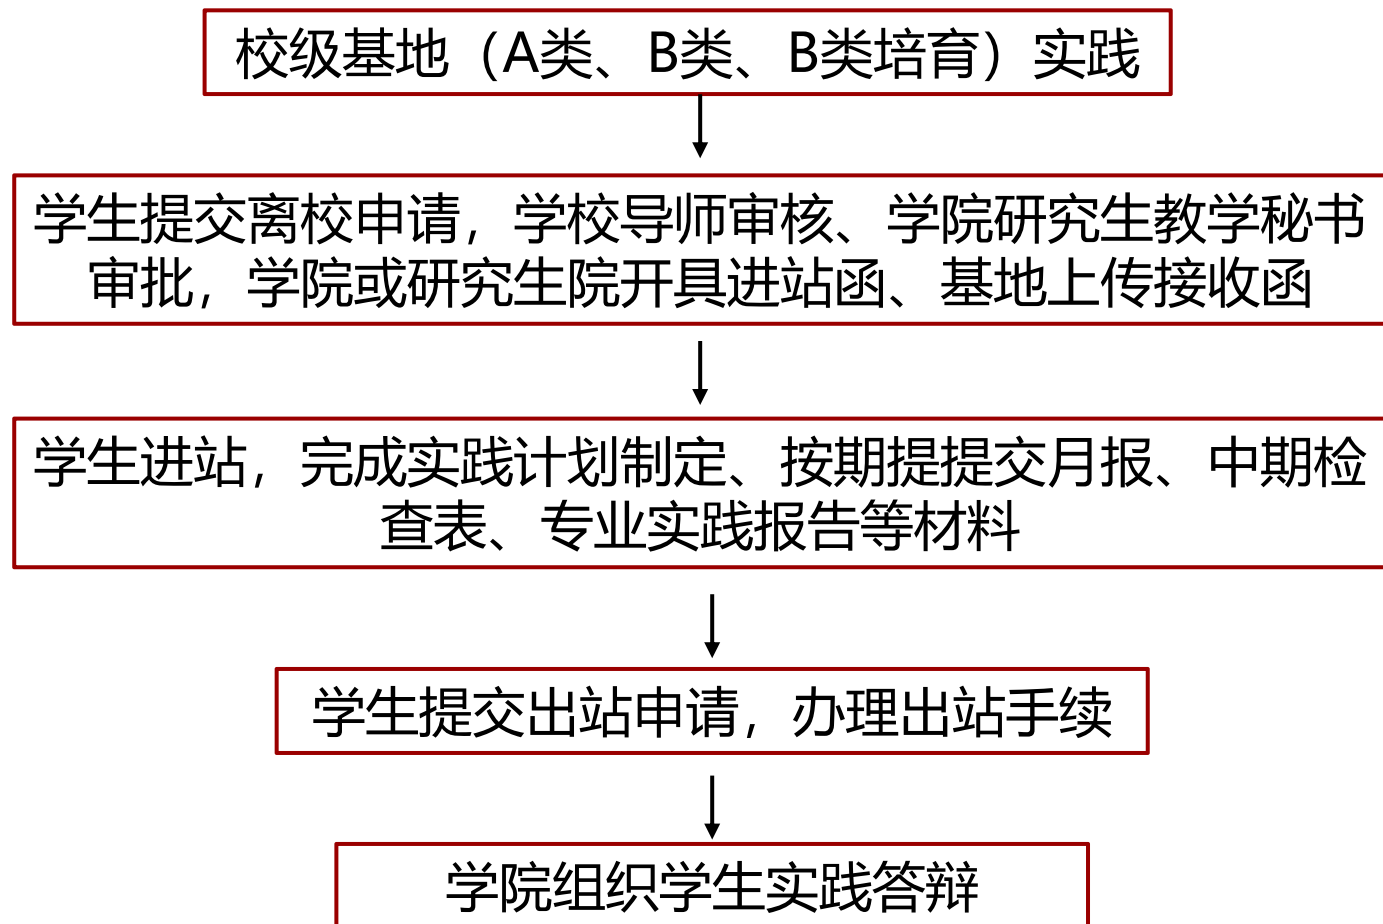 校级基地（A类、B类、B类培育）实践
学生提交离校申请，学校导师审核、学院研究生教学秘书
审批，学院或研究生院开具进站函、基地上传接收函
学生进站，完成实践计划制定、按期提提交月报、中期检
查表、专业实践报告等材料
学生提交出站申请，办理出站手续
学院组织学生实践答辩